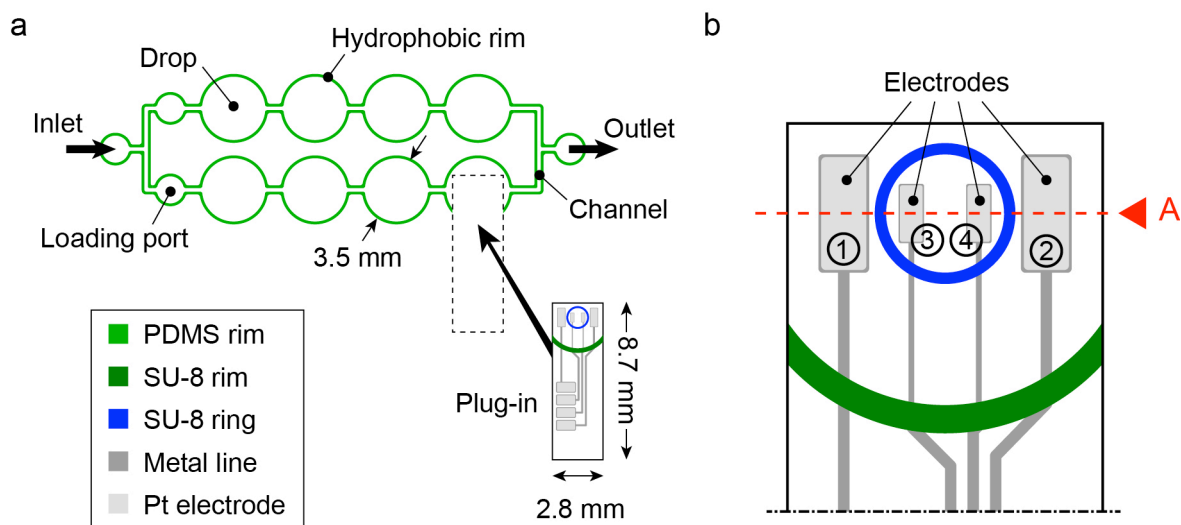 a
Hydrophobic rim
Drop
Inlet
Outlet
Loading port
3.5 mm
Channel
PDMS rim
SU-8 rim
SU-8 ring
Metal line
Pt electrode
Plug-in
8.7 mm
2.8 mm
b
Electrodes
A
1
3
4
2